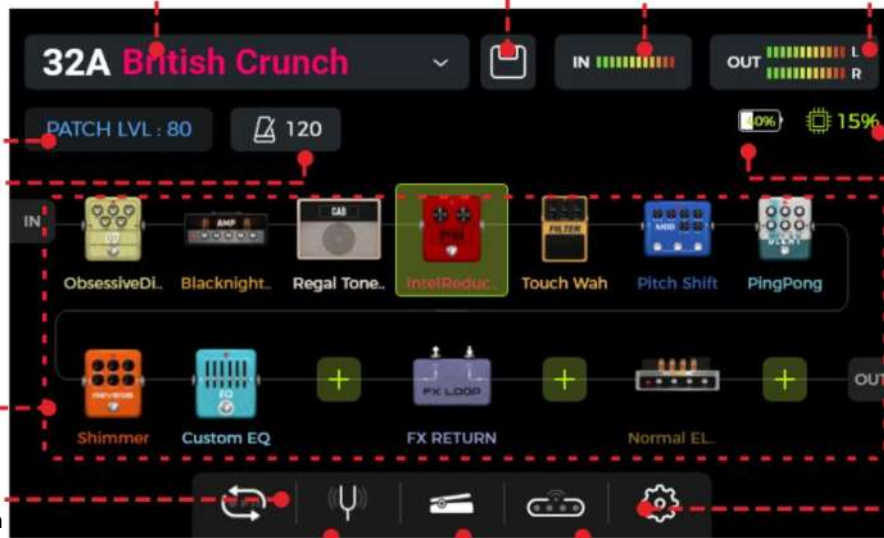 32A British Crunch
IN
OUT
L
R
PATCH LVL : 80
120
40%
15%
IN
AMP
CAB
FILTER
MOD
DELAY
ObsessiveDi..
Blacknight..
Regal Tone..
IntelReduc..
Touch Wah
Pitch Shift
PingPong
REVERB
EQ
+
FX LOOP
+
+
OUT
Shimmer
Custom EQ
FX RETURN
Normal EL..